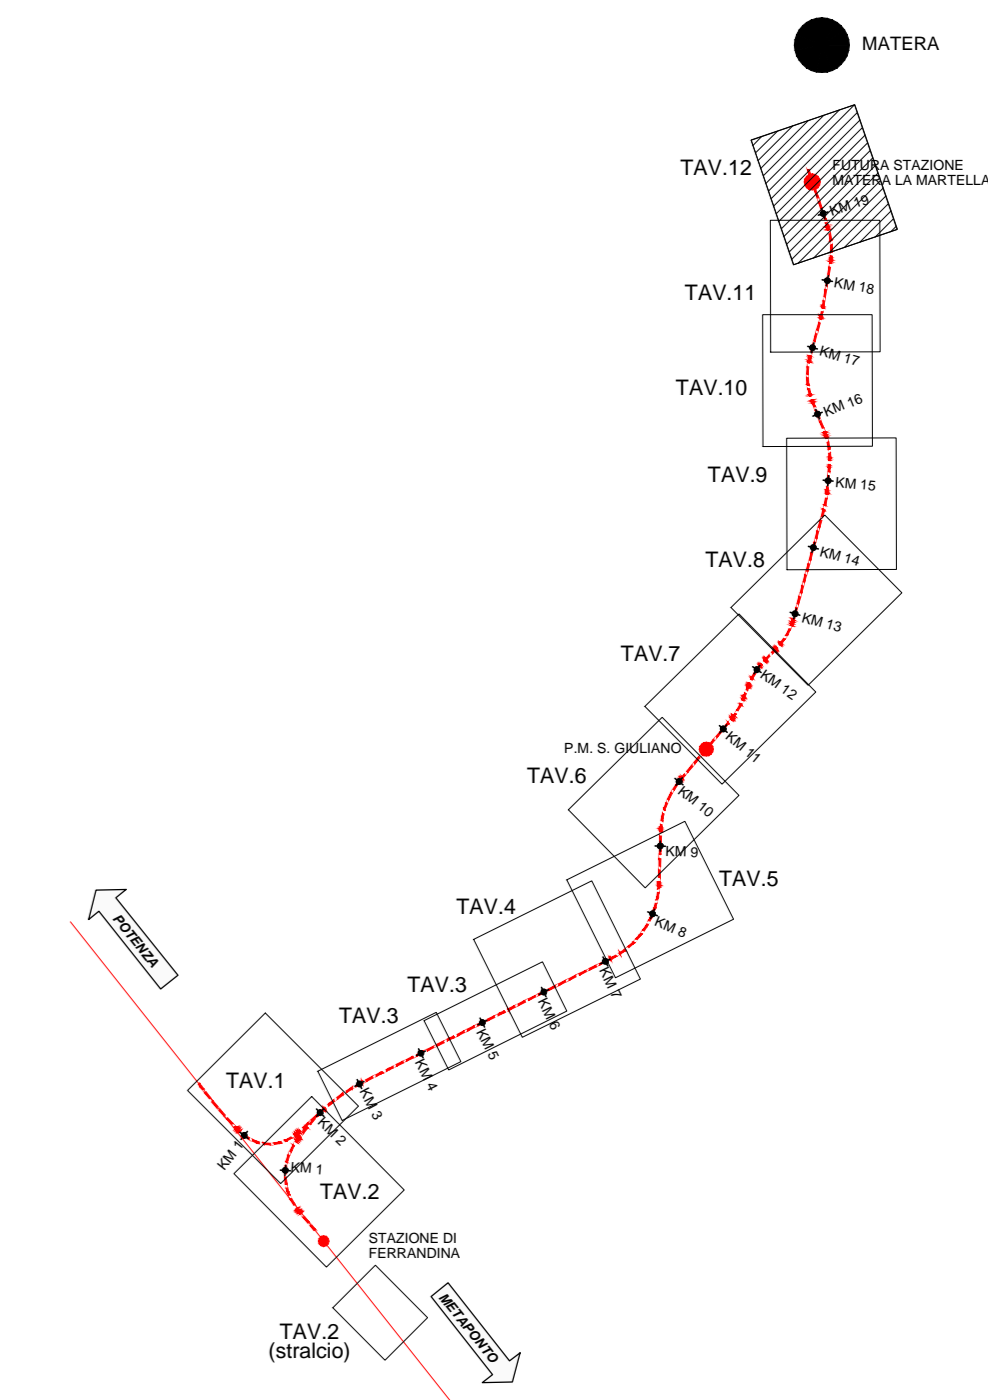 MATERA
TAV.12
FUTURA STAZIONE
MATERA LA MARTELLA
KM 19
TAV.11
KM 18
KM 17
TAV.10
KM 16
TAV.9
KM 15
TAV.8
KM 14
KM 13
TAV.7
KM 12
P.M. S. GIULIANO
KM 11
TAV.6
KM 10
KM 9
TAV.5
TAV.4
KM 8
POTENZA
KM 7
TAV.3
TAV.3
KM 6
KM 5
KM 4
TAV.1
KM 3
KM 2
KM 1
KM 1
TAV.2
STAZIONE DI
FERRANDINA
METAPONTO
TAV.2
(stralcio)